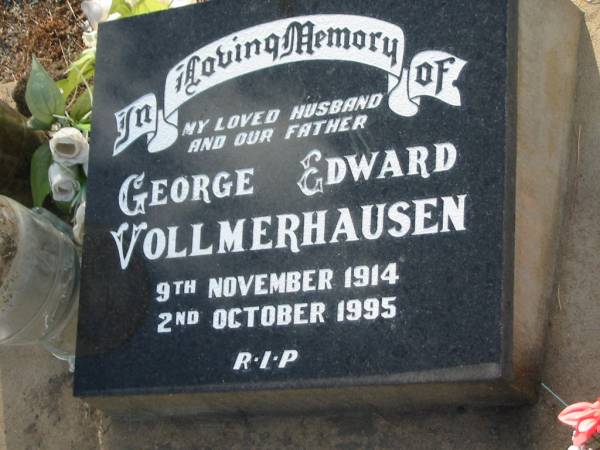 In Loving Memory of
MY LOVED HUSBAND
AND OUR FATHER
GEORGE EDWARD
VOLLMERHAUSEN
9TH NOVEMBER 1914
2ND OCTOBER 1995
R·I·P